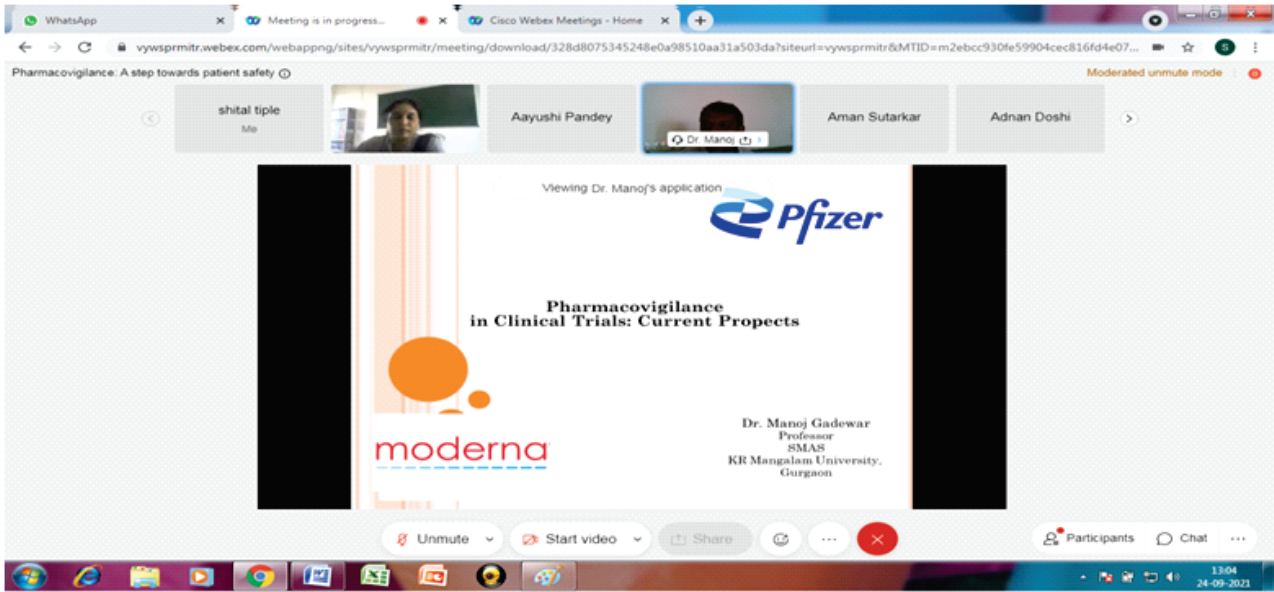 WhatsApp
Meeting is in progress...
Cisco Webex Meetings - Home
vywsprmitr.webex.com/webappng/sites/vywsprmitr/meeting/download/328d8075345248e0a98510aa31a503da?siteurl=vywsprmitr&MTID=m2ebcc930fe59904cec816fd4e07...
S
Pharmacovigilance: A step towards patient safety
Moderated unmute mode
shital tiple
Me
Aayushi Pandey
Dr. Manoj
Aman Sutarkar
Adnan Doshi
Viewing Dr. Manoj's application
Pfizer
Pharmacovigilance
in Clinical Trials: Current Propects
moderna
Dr. Manoj Gadewar
Professor
SMAS
KR Mangalam University,
Gurgaon
Unmute
Start video
Share
Participants
Chat
13:04
24-09-2021